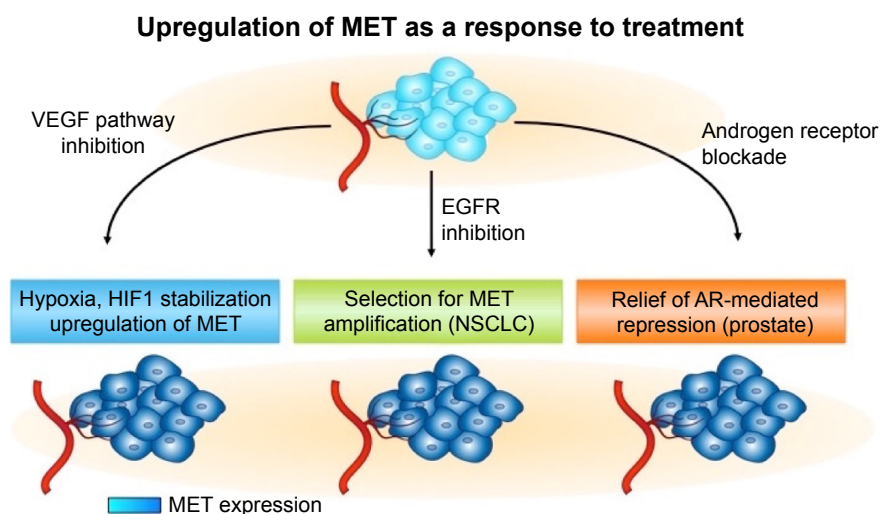 Upregulation of MET as a response to treatment
VEGF pathway
inhibition
Androgen receptor
blockade
EGFR
inhibition
Hypoxia, HIF1 stabilization
upregulation of MET
Selection for MET
amplification (NSCLC)
Relief of AR-mediated
repression (prostate)
MET expression